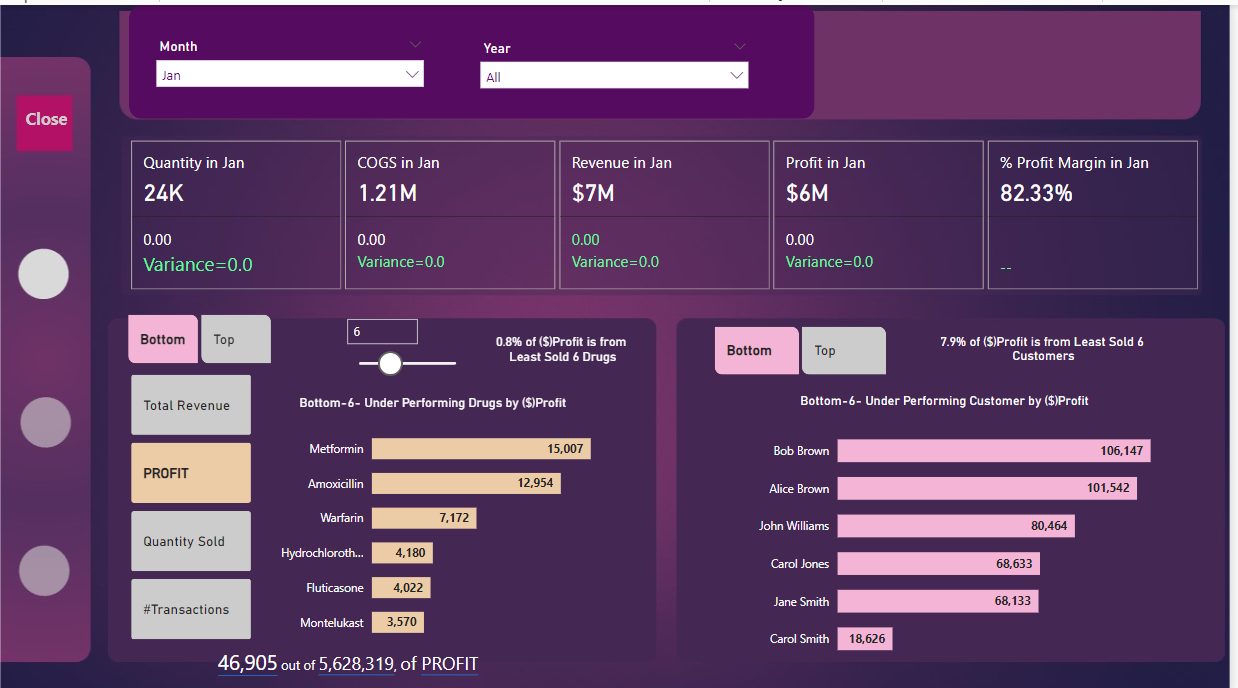 Month
Year
Jan
All
Close
Quantity in Jan
24K
0.00
Variance=0.0
COGS in Jan
1.21M
0.00
Variance=0.0
Revenue in Jan
$7M
0.00
Variance=0.0
Profit in Jan
$6M
0.00
Variance=0.0
% Profit Margin in Jan
82.33%
--
Bottom
Top
6
0.8% of ($)Profit is from
Least Sold 6 Drugs
Total Revenue
PROFIT
Quantity Sold
#Transactions
Bottom-6- Under Performing Drugs by ($)Profit
Metformin 15,007
Amoxicillin 12,954
Warfarin 7,172
Hydrochloroth... 4,180
Fluticasone 4,022
Montelukast 3,570
46,905 out of 5,628,319, of PROFIT
Bottom
Top
7.9% of ($)Profit is from Least Sold 6
Customers
Bottom-6- Under Performing Customer by ($)Profit
Bob Brown 106,147
Alice Brown 101,542
John Williams 80,464
Carol Jones 68,633
Jane Smith 68,133
Carol Smith 18,626